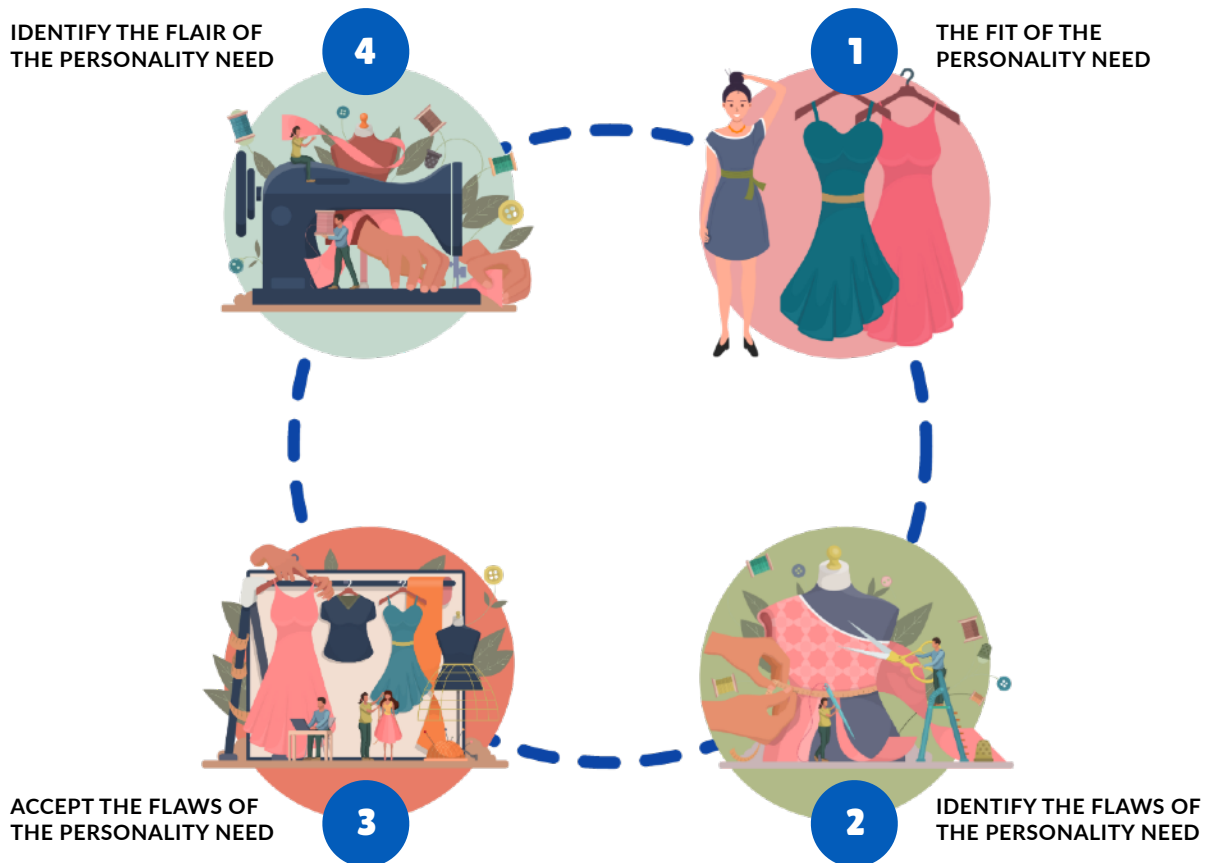 IDENTIFY THE FLAIR OF
THE PERSONALITY NEED
4
1
THE FIT OF THE
PERSONALITY NEED
ACCEPT THE FLAWS OF
THE PERSONALITY NEED
3
2
IDENTIFY THE FLAWS OF
THE PERSONALITY NEED